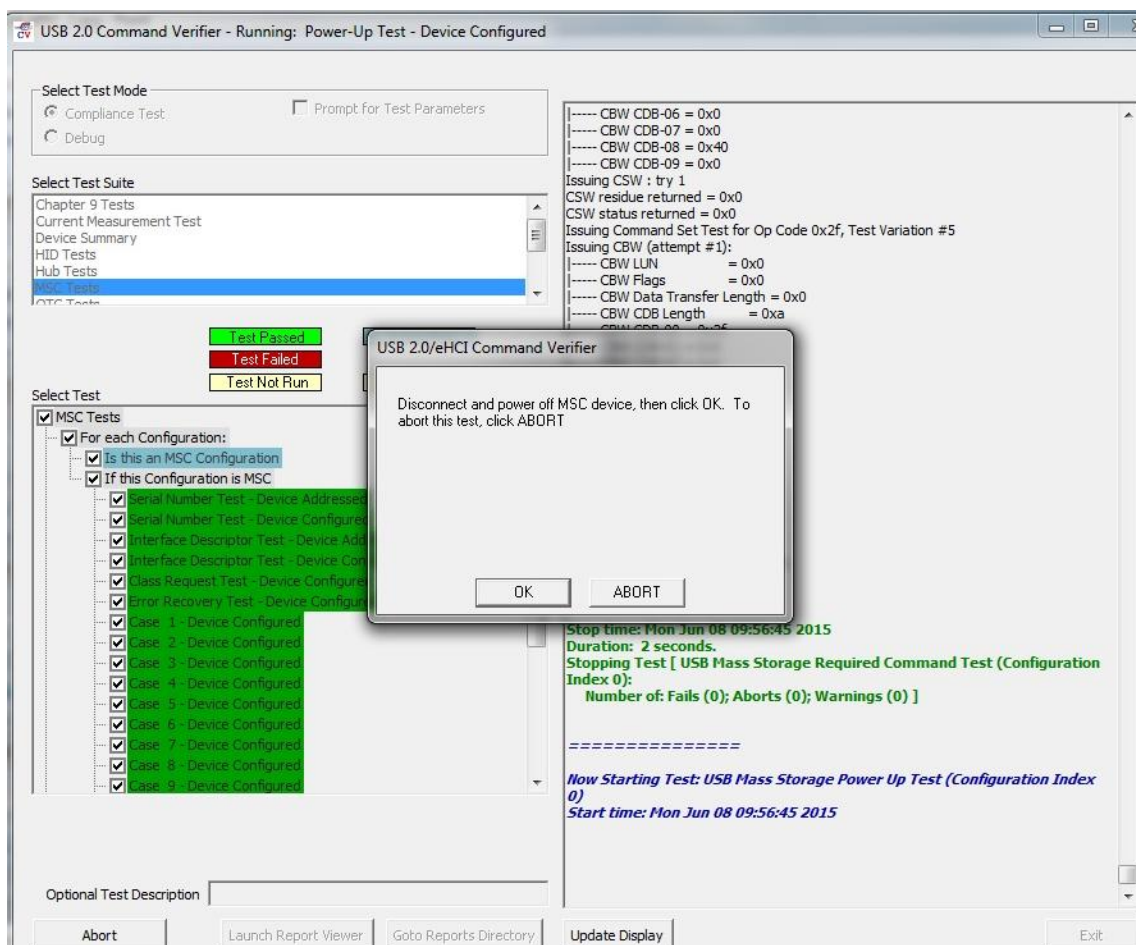 USB 2.0 Command Verifier - Running: Power-Up Test - Device Configured
Select Test Mode
Compliance Test
Prompt for Test Parameters
Debug
Select Test Suite
Chapter 9 Tests
Current Measurement Test
Device Summary
HID Tests
Hub Tests
MSC Tests
OTG Tests
Test Passed
Test Failed
Test Not Run
Select Test
MSC Tests
For each Configuration:
Is this an MSC Configuration
If this Configuration is MSC
Serial Number Test - Device Addressed
Serial Number Test - Device Configured
Interface Descriptor Test - Device Add
Interface Descriptor Test - Device Con
Class Request Test - Device Configure
Error Recovery Test - Device Configure
Case 1 - Device Configured
Case 2 - Device Configured
Case 3 - Device Configured
Case 4 - Device Configured
Case 5 - Device Configured
Case 6 - Device Configured
Case 7 - Device Configured
Case 8 - Device Configured
Case 9 - Device Configured
Optional Test Description
|----- CBW CDB-06 = 0x0
|----- CBW CDB-07 = 0x0
|----- CBW CDB-08 = 0x40
|----- CBW CDB-09 = 0x0
Issuing CSW : try 1
CSW residue returned = 0x0
CSW status returned = 0x0
Issuing Command Set Test for Op Code 0x2f, Test Variation #5
Issuing CBW (attempt #1):
|----- CBW LUN = 0x0
|----- CBW Flags = 0x0
|----- CBW Data Transfer Length = 0x0
|----- CBW CDB Length = 0xa
|----- CBW CDB-00 = 0x2f
USB 2.0/eHCI Command Verifier
Disconnect and power off MSC device, then click OK. To
abort this test, click ABORT
OK
ABORT
Stop time: Mon Jun 08 09:56:45 2015
Duration: 2 seconds.
Stopping Test [ USB Mass Storage Required Command Test (Configuration
Index 0):
Number of: Fails (0); Aborts (0); Warnings (0) ]
===============
Now Starting Test: USB Mass Storage Power Up Test (Configuration Index
0)
Start time: Mon Jun 08 09:56:45 2015
Abort
Launch Report Viewer
Goto Reports Directory
Update Display
Exit